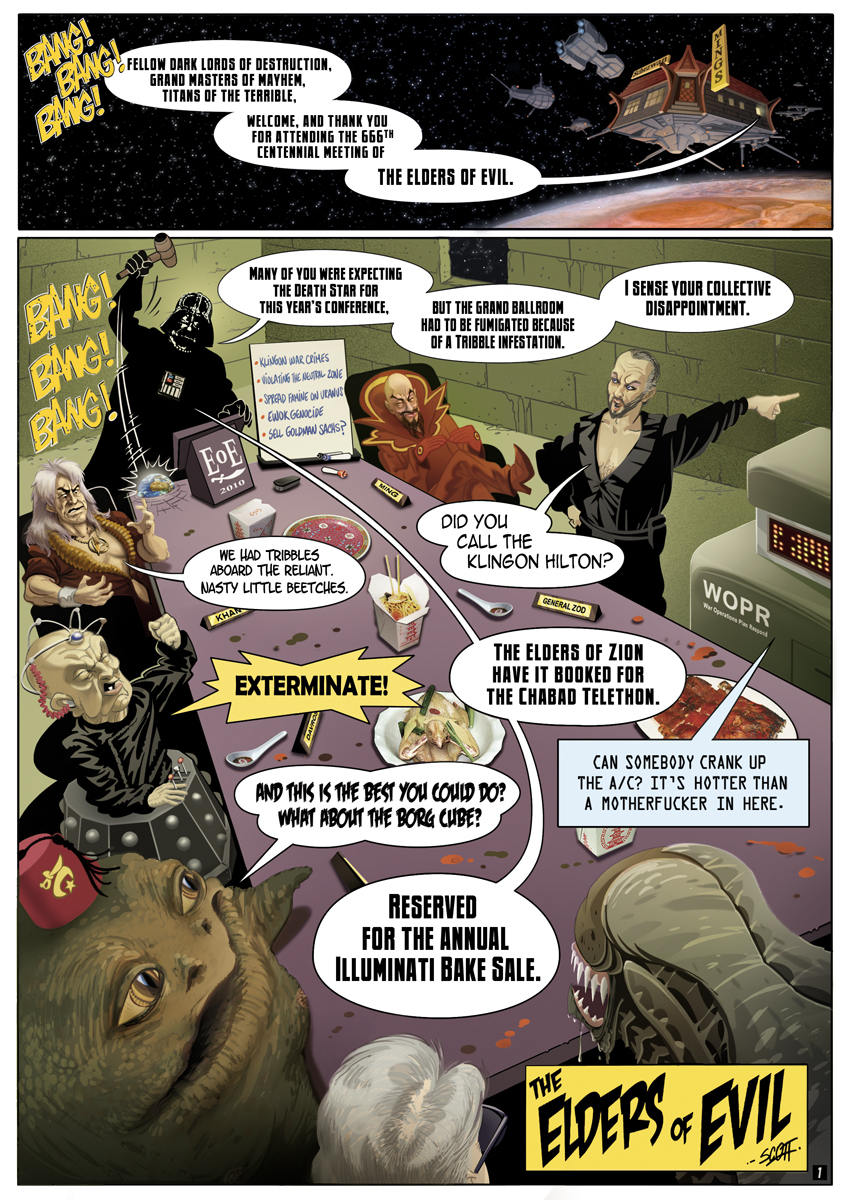 BANG!
BANG!
BANG!
FELLOW DARK LORDS OF DESTRUCTION,
GRAND MASTERS OF MAYHEM,
TITANS OF THE TERRIBLE,
WELCOME, AND THANK YOU
FOR ATTENDING THE 666TH
CENTENNIAL MEETING OF
THE ELDERS OF EVIL.
MING'S
BANG!
BANG!
BANG!
MANY OF YOU WERE EXPECTING
THE DEATH STAR FOR
THIS YEAR'S CONFERENCE,
BUT THE GRAND BALLROOM
HAD TO BE FUMIGATED BECAUSE
OF A TRIBBLE INFESTATION.
I SENSE YOUR COLLECTIVE
DISAPPOINTMENT.
• KLINGON WAR CRIMES
• VIOLATING THE NEUTRAL ZONE
• SPREAD FAMINE ON URANUS
• EWOK GENOCIDE
• SELL GOLDMAN SACHS?
EoE
2010
MING
DID YOU
CALL THE
KLINGON HILTON?
WE HAD TRIBBLES
ABOARD THE RELIANT.
NASTY LITTLE BEETCHES.
KHAN
GENERAL ZOD
WOPR
War Operations Plan Respond
THE ELDERS OF ZION
HAVE IT BOOKED FOR
THE CHABAD TELETHON.
EXTERMINATE!
CAN SOMEBODY CRANK UP
THE A/C? IT'S HOTTER THAN
A MOTHERFUCKER IN HERE.
AND THIS IS THE BEST YOU COULD DO?
WHAT ABOUT THE BORG CUBE?
RESERVED
FOR THE ANNUAL
ILLUMINATI BAKE SALE.
THE
ELDERS OF EVIL
SCOTT
1